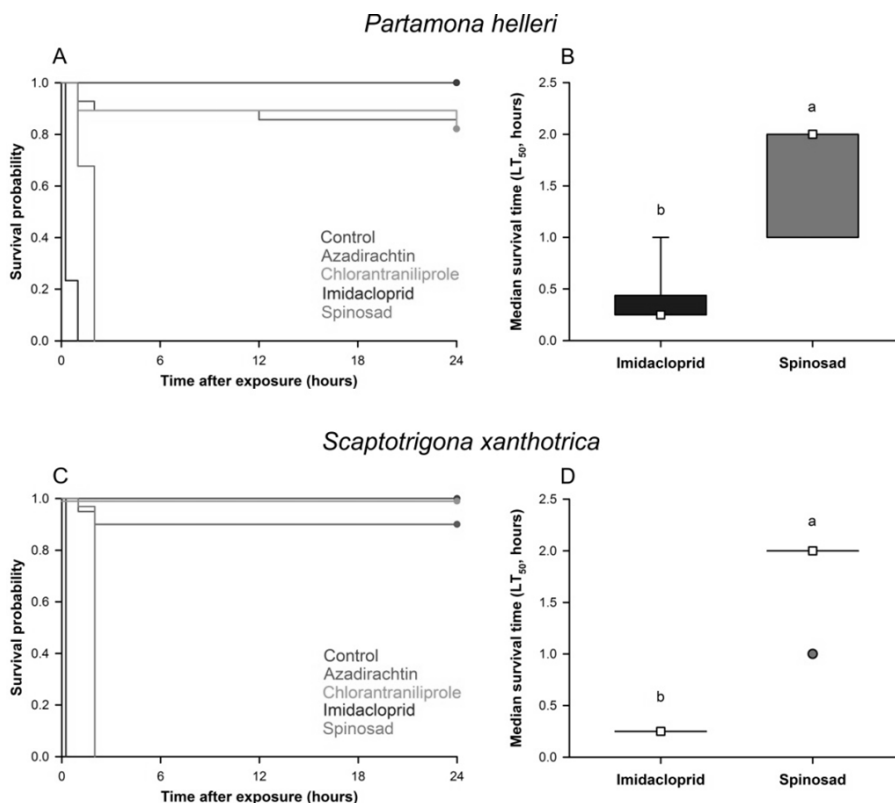 Partamona helleri
A
B
1.0
0.8
0.6
0.4
0.2
0.0
Survival probability
Control
Azadirachtin
Chlorantraniliprole
Imidacloprid
Spinosad
0
6
12
18
24
Time after exposure (hours)
2.5
2.0
1.5
1.0
0.5
0.0
Median survival time (LT50, hours)
b
a
Imidacloprid
Spinosad
Scaptotrigona xanthotrica
C
D
1.0
0.8
0.6
0.4
0.2
0.0
Survival probability
Control
Azadirachtin
Chlorantraniliprole
Imidacloprid
Spinosad
0
6
12
18
24
Time after exposure (hours)
2.5
2.0
1.5
1.0
0.5
0.0
Median survival time (LT50, hours)
b
a
Imidacloprid
Spinosad